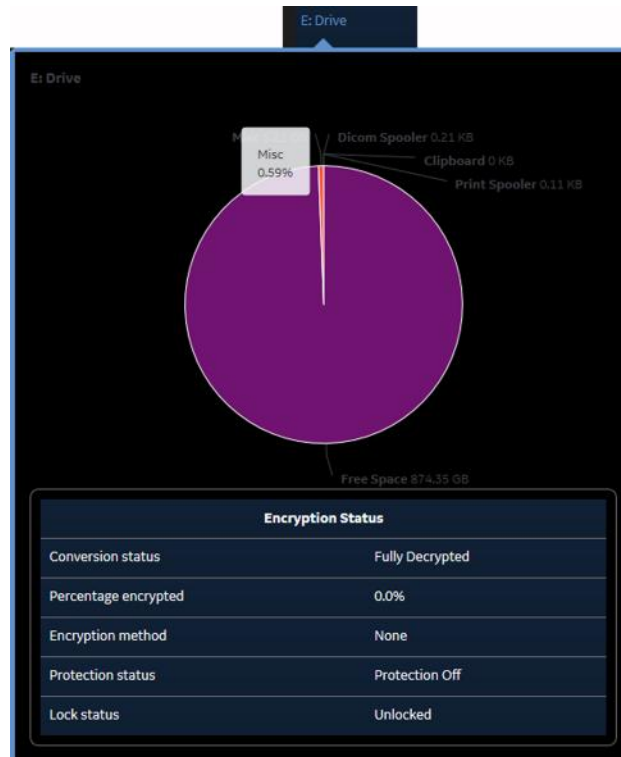 E: Drive
E: Drive
Dicom Spooler 0.21 KB
Misc
0.59%
Clipboard 0 KB
Print Spooler 0.11 KB
Free Space 874.35 GB
Encryption Status
Conversion status Fully Decrypted
Percentage encrypted 0.0%
Encryption method None
Protection status Protection Off
Lock status Unlocked